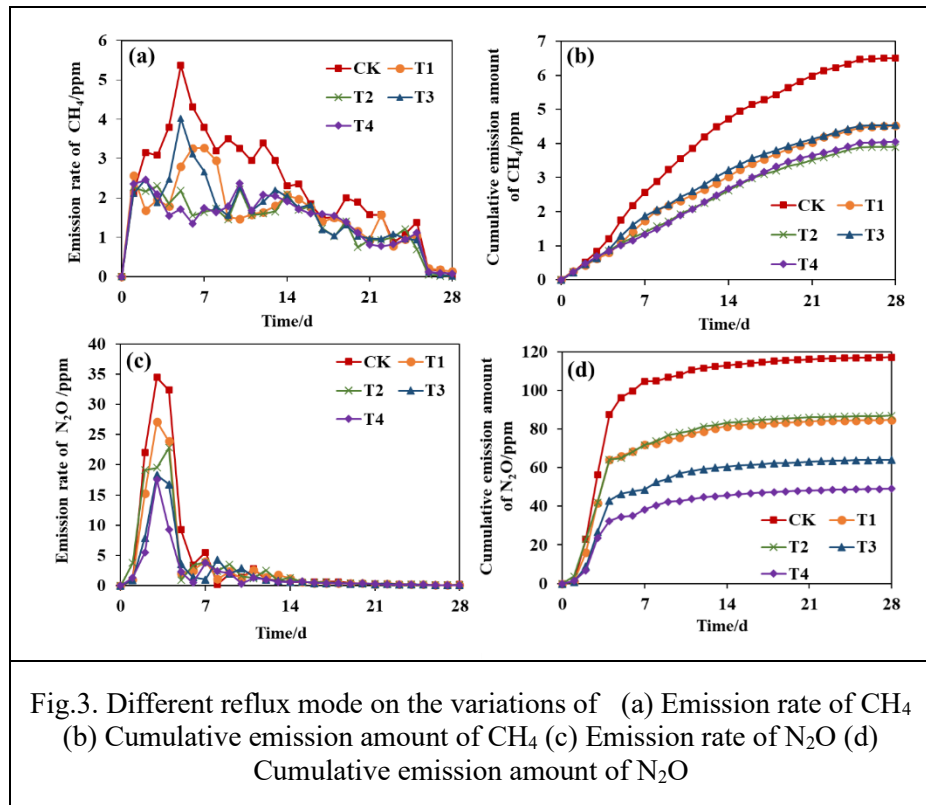 (a)
Emission rate of CH₄/ppm
6
5
4
3
2
1
0
CK
T1
T2
T3
T4
0 7 14 21 28
Time/d
(b)
Cumulative emission amount
of CH₄/ppm
7
6
5
4
3
2
1
0
CK
T1
T2
T3
T4
0 7 14 21 28
Time/d
(c)
Emission rate of N₂O /ppm
40
35
30
25
20
15
10
5
0
CK
T1
T2
T3
T4
0 7 14 21 28
Time/d
(d)
Cumulative emission amount
of N₂O/ppm
120
100
80
60
40
20
0
CK
T1
T2
T3
T4
0 7 14 21 28
Time/d
Fig.3. Different reflux mode on the variations of (a) Emission rate of CH₄
(b) Cumulative emission amount of CH₄ (c) Emission rate of N₂O (d)
Cumulative emission amount of N₂O